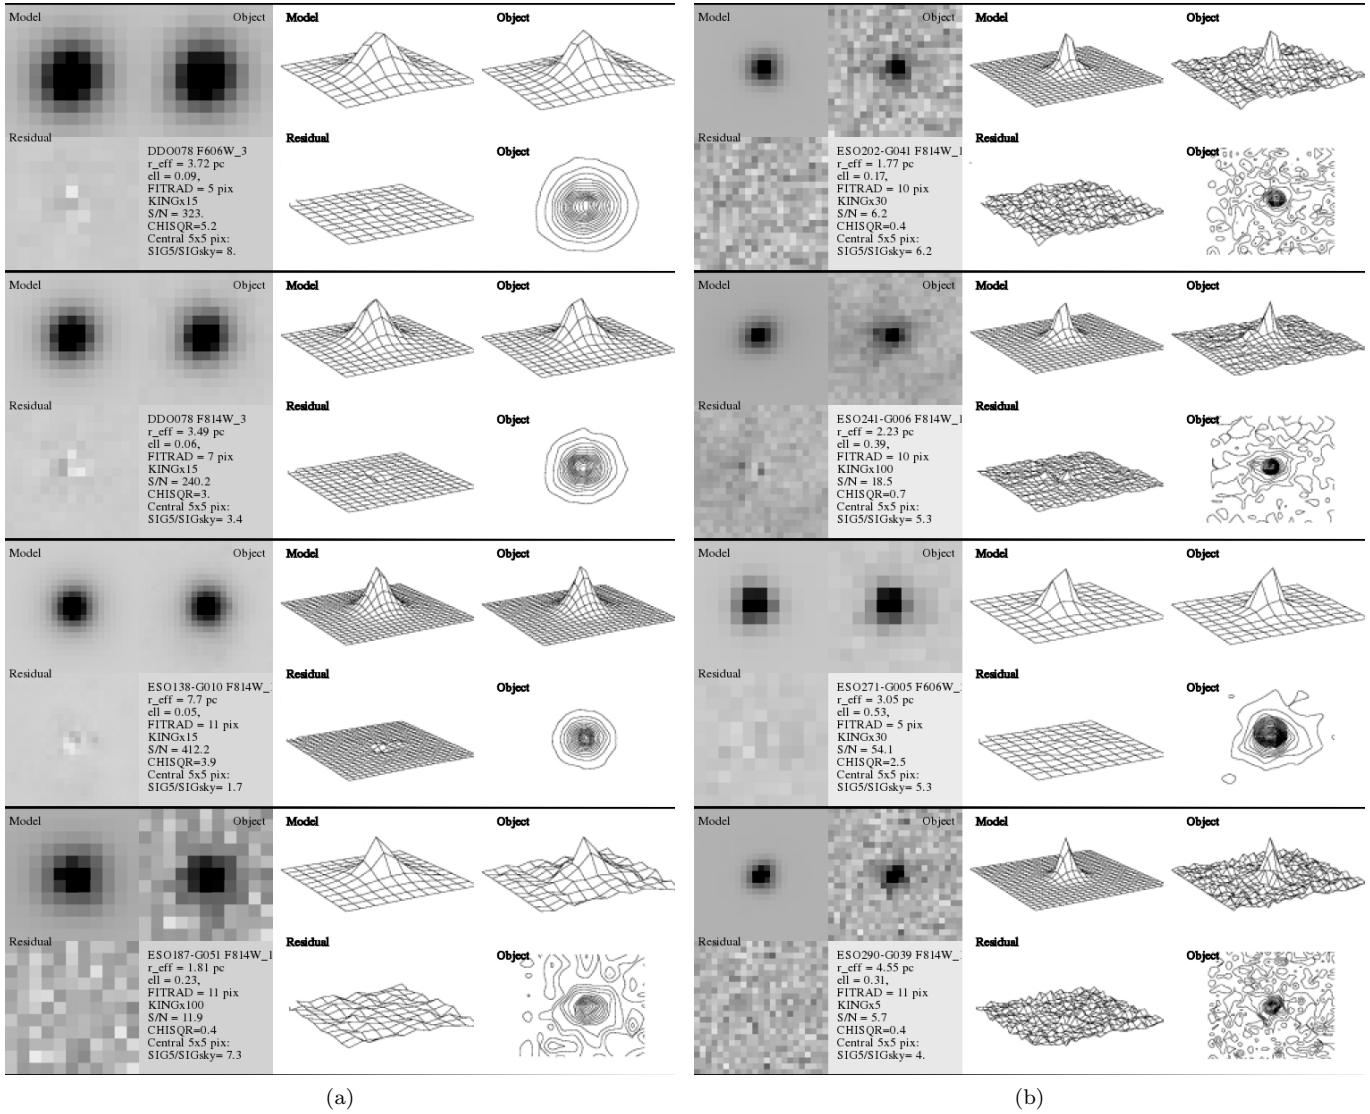 Model
Object
Model
Object
Residual
DDO078 F606W_3
r_eff = 3.72 pc
ell = 0.09,
FITRAD = 5 pix
KINGx15
S/N = 323.
CHISQR=5.2
Central 5x5 pix:
SIG5/SIGsky= 8.
Residual
Object
Model
Object
Model
Object
Residual
DDO078 F814W_3
r_eff = 3.49 pc
ell = 0.06,
FITRAD = 7 pix
KINGx15
S/N = 240.2
CHISQR=3.
Central 5x5 pix:
SIG5/SIGsky= 3.4
Residual
Object
Model
Object
Model
Object
Residual
ESO138-G010 F814W_
r_eff = 7.7 pc
ell = 0.05,
FITRAD = 11 pix
KINGx15
S/N = 412.2
CHISQR=3.9
Central 5x5 pix:
SIG5/SIGsky= 1.7
Residual
Object
Model
Object
Model
Object
Residual
ESO187-G051 F814W_1
r_eff = 1.81 pc
ell = 0.23,
FITRAD = 11 pix
KINGx100
S/N = 11.9
CHISQR=0.4
Central 5x5 pix:
SIG5/SIGsky= 7.3
Residual
Object
(a)
Model
Object
Model
Object
Residual
ESO202-G041 F814W_1
r_eff = 1.77 pc
ell = 0.17,
FITRAD = 10 pix
KINGx30
S/N = 6.2
CHISQR=0.4
Central 5x5 pix:
SIG5/SIGsky= 6.2
Residual
Object
Model
Object
Model
Object
Residual
ESO241-G006 F814W_1
r_eff = 2.23 pc
ell = 0.39,
FITRAD = 10 pix
KINGx100
S/N = 18.5
CHISQR=0.7
Central 5x5 pix:
SIG5/SIGsky= 5.3
Residual
Object
Model
Object
Model
Object
Residual
ESO271-G005 F606W_
r_eff = 3.05 pc
ell = 0.53,
FITRAD = 5 pix
KINGx30
S/N = 54.1
CHISQR=2.5
Central 5x5 pix:
SIG5/SIGsky= 5.3
Residual
Object
Model
Object
Model
Object
Residual
ESO290-G039 F814W_
r_eff = 4.55 pc
ell = 0.31,
FITRAD = 11 pix
KINGx5
S/N = 5.7
CHISQR=0.4
Central 5x5 pix:
SIG5/SIGsky= 4.
Residual
Object
(b)